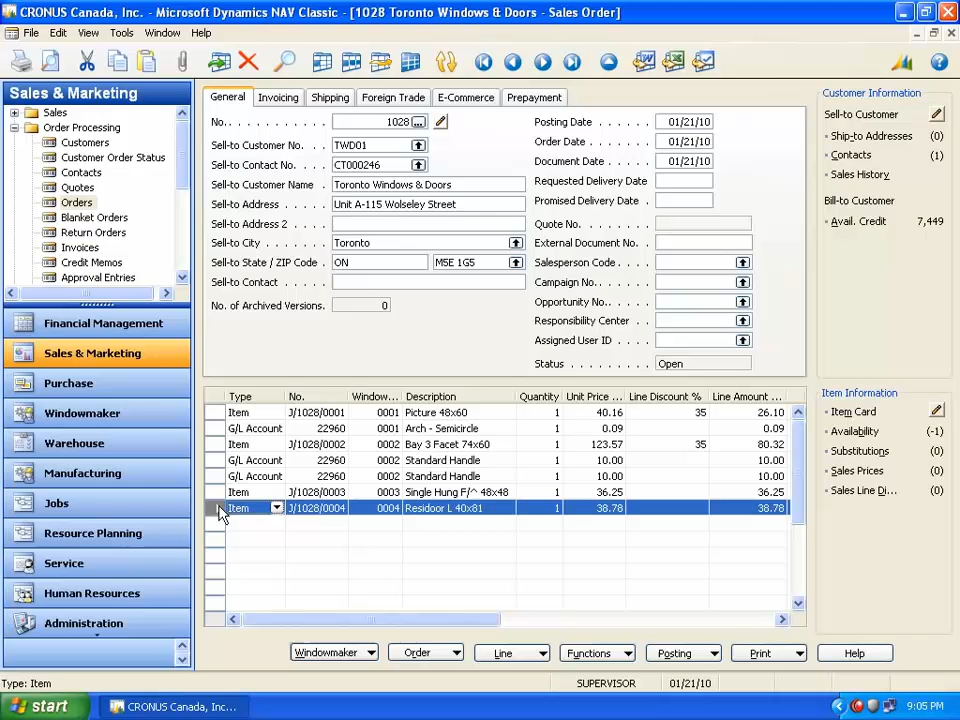 CRONUS Canada, Inc. - Microsoft Dynamics NAV Classic - [1028 Toronto Windows & Doors - Sales Order]
File Edit View Tools Window Help
Sales & Marketing
Sales
Order Processing
Customers
Customer Order Status
Contacts
Quotes
Orders
Blanket Orders
Return Orders
Invoices
Credit Memos
Approval Entries
Financial Management
Sales & Marketing
Purchase
Windowmaker
Warehouse
Manufacturing
Jobs
Resource Planning
Service
Human Resources
Administration
General Invoicing Shipping Foreign Trade E-Commerce Prepayment
No. 1028
Sell-to Customer No. TWD01
Sell-to Contact No. CT000246
Sell-to Customer Name Toronto Windows & Doors
Sell-to Address Unit A-115 Wolseley Street
Sell-to Address 2
Sell-to City Toronto
Sell-to State / ZIP Code ON M5E 1G5
Sell-to Contact
No. of Archived Versions. 0
Posting Date 01/21/10
Order Date 01/21/10
Document Date 01/21/10
Requested Delivery Date
Promised Delivery Date
Quote No.
External Document No.
Salesperson Code
Campaign No.
Opportunity No.
Responsibility Center
Assigned User ID
Status Open
Type No. Window... Description Quantity Unit Price ... Line Discount % Line Amount ...
Item J/1028/0001 0001 Picture 48x60 1 40.16 35 26.10
G/L Account 22960 0001 Arch - Semicircle 1 0.09 0.09
Item J/1028/0002 0002 Bay 3 Facet 74x60 1 123.57 35 80.32
G/L Account 22960 0002 Standard Handle 1 10.00 10.00
G/L Account 22960 0002 Standard Handle 1 10.00 10.00
Item J/1028/0003 0003 Single Hung F/^ 48x48 1 36.25 36.25
Item J/1028/0004 0004 Residoor L 40x81 1 38.78 38.78
Windowmaker Order Line Functions Posting Print Help
Customer Information
Sell-to Customer
Ship-to Addresses (0)
Contacts (1)
Sales History
Bill-to Customer
Avail. Credit 7,449
Item Information
Item Card
Availability (-1)
Substitutions (0)
Sales Prices (0)
Sales Line Di... (0)
Type: Item SUPERVISOR 01/21/10
start CRONUS Canada, Inc... 9:05 PM